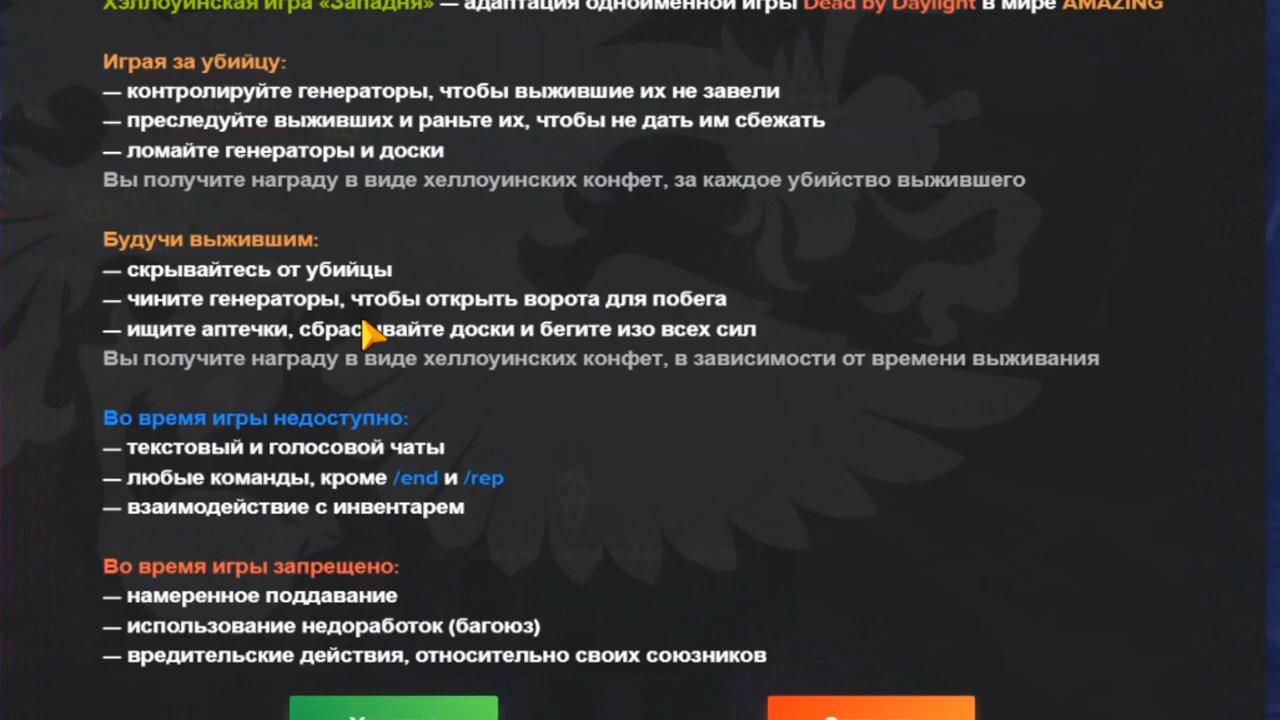 Хэллоуинская игра «Западня» — адаптация одноименной игры Dead by Daylight в мире AMAZING
Играя за убийцу:
— контролируйте генераторы, чтобы выжившие их не завели
— преследуйте выживших и раньте их, чтобы не дать им сбежать
— ломайте генераторы и доски
Вы получите награду в виде хеллоуинских конфет, за каждое убийство выжившего
Будучи выжившим:
— скрывайтесь от убийцы
— чините генераторы, чтобы открыть ворота для побега
— ищите аптечки, сбрасывайте доски и бегите изо всех сил
Вы получите награду в виде хеллоуинских конфет, в зависимости от времени выживания
Во время игры недоступно:
— текстовый и голосовой чаты
— любые команды, кроме /end и /rep
— взаимодействие с инвентарем
Во время игры запрещено:
— намеренное поддавание
— использование недоработок (багоюз)
— вредительские действия, относительно своих союзников